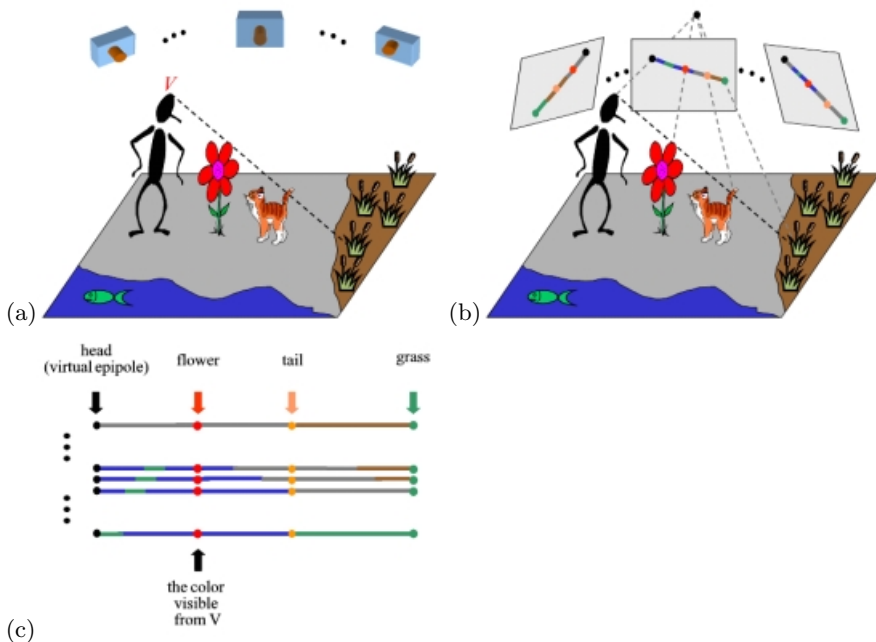 V
(a)
(b)
head
(virtual epipole)
flower
tail
grass
the color
visible
from V
(c)